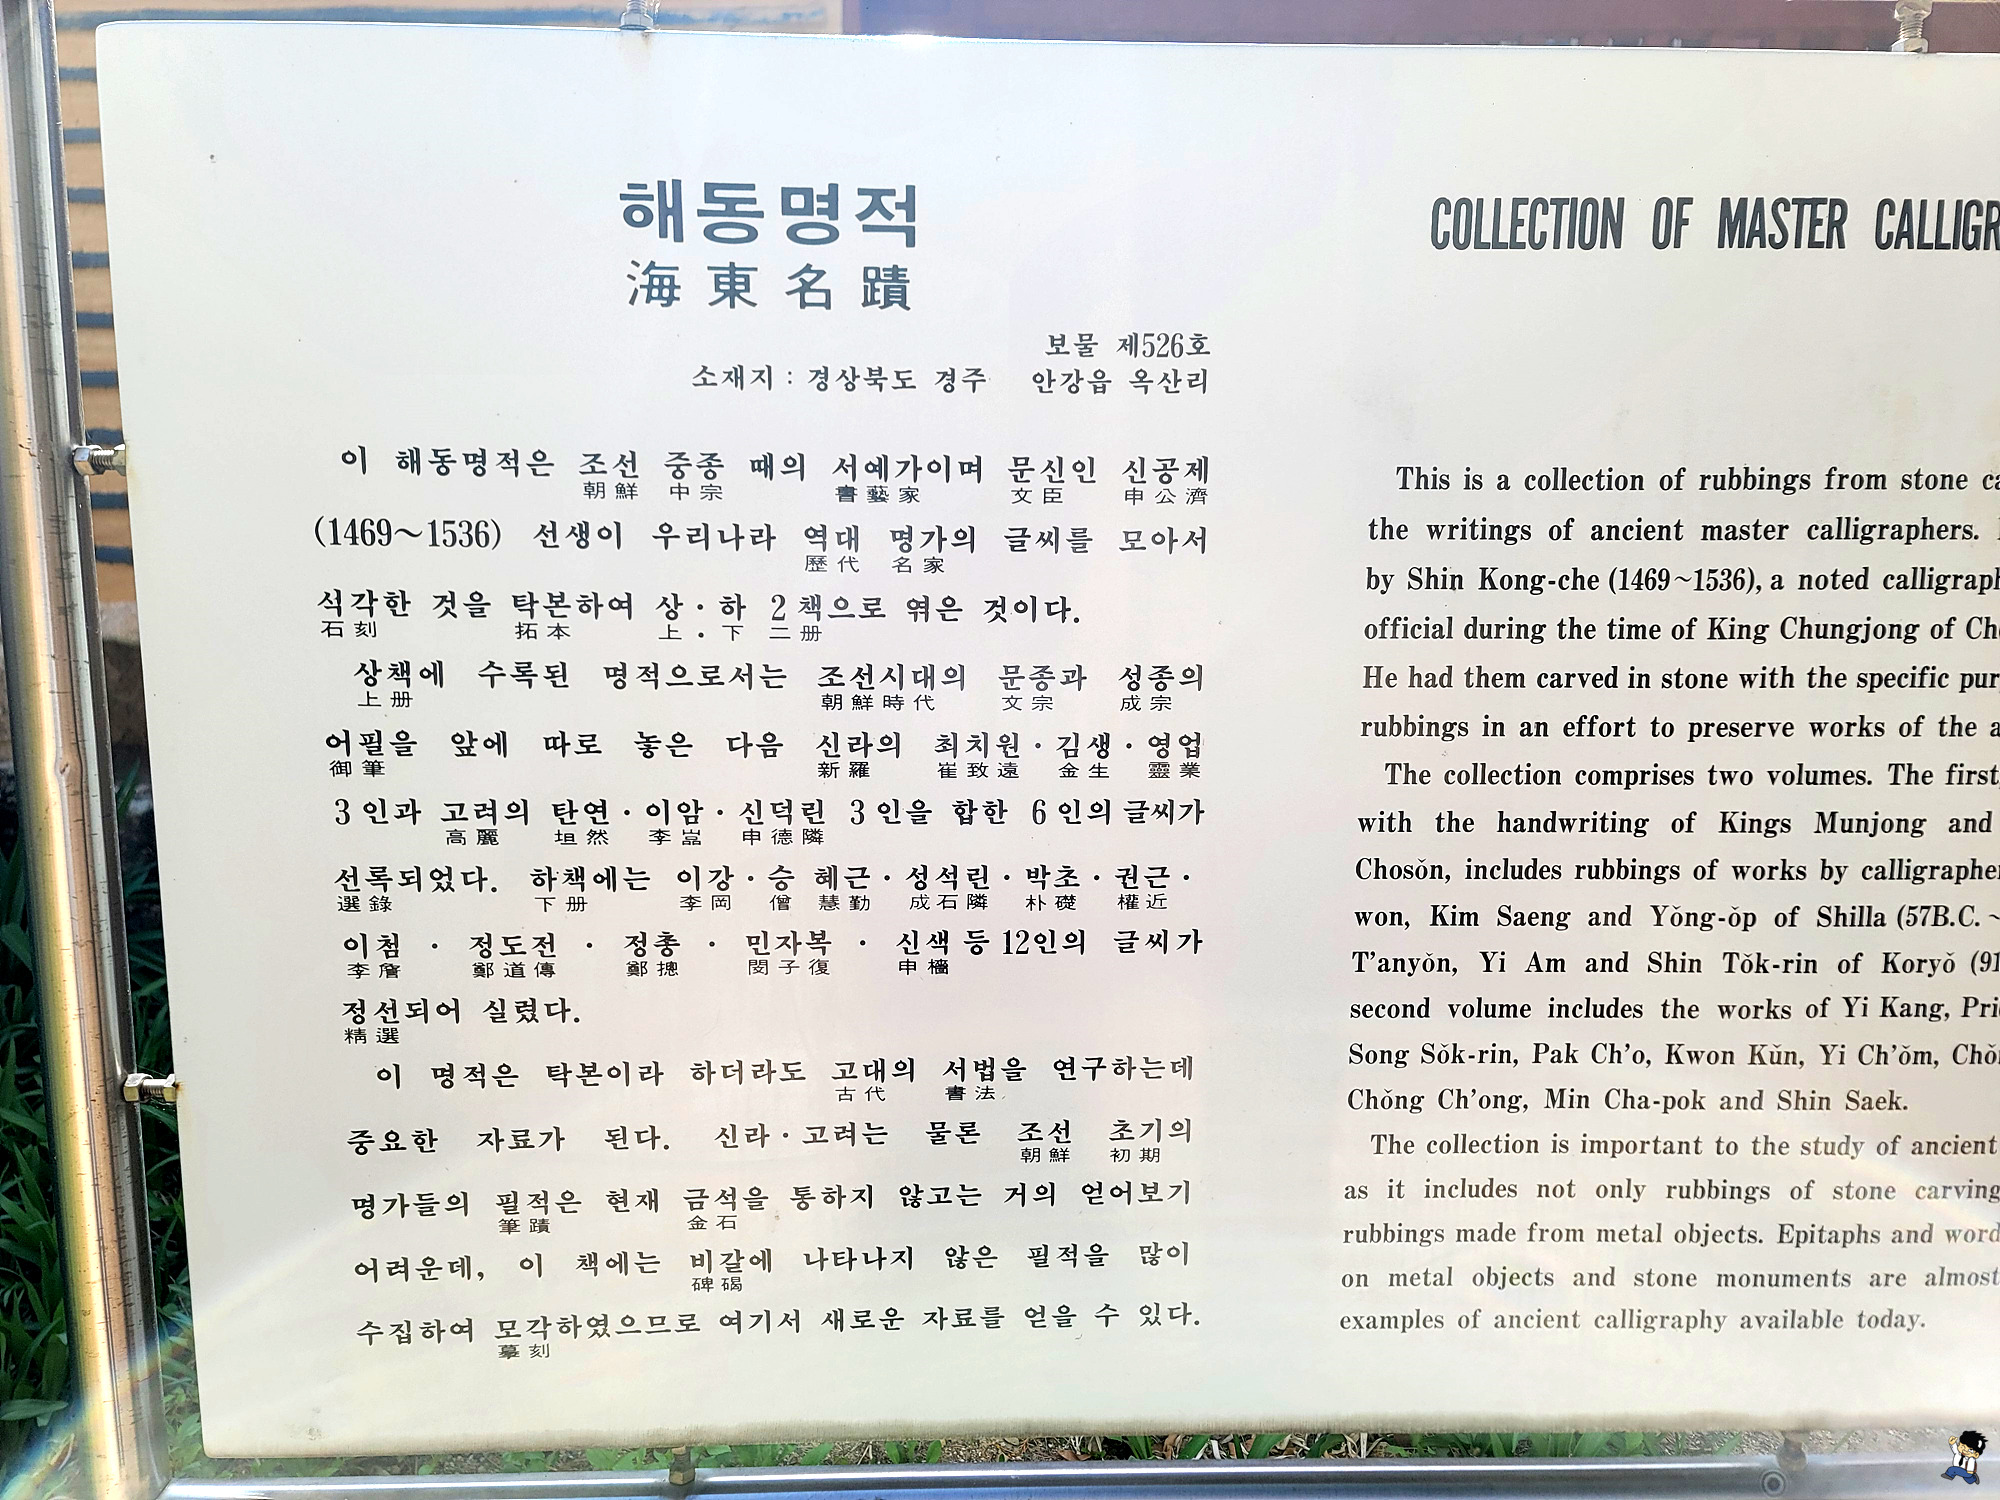 해동명적
海東名蹟
보물 제526호
소재지 : 경상북도 경주 안강읍 옥산리
이 해동명적은 조선 중종 때의 서예가이며 문신인 신공제
朝鮮 中宗 書藝家 文臣 申公濟
(1469～1536) 선생이 우리나라 역대 명가의 글씨를 모아서
歷代 名家
석각한 것을 탁본하여 상·하 2책으로 엮은 것이다.
石刻 拓本 上·下 二册
상책에 수록된 명적으로서는 조선시대의 문종과 성종의
上册 朝鮮時代 文宗 成宗
어필을 앞에 따로 놓은 다음 신라의 최치원·김생·영업
御筆 新羅 崔致遠 金生 靈業
3인과 고려의 탄연·이암·신덕린 3인을 합한 6인의 글씨가
高麗 垣然 李嵓 申德隣
선록되었다. 하책에는 이강·승 혜근·성석린·박초·권근·
選錄 下册 李岡 僧 慧勤 成石隣 朴礎 權近
이첨 · 정도전 · 정총 · 민자복 · 신색 등 12인의 글씨가
李詹 鄭道傳 鄭摠 閔子復 申檣
정선되어 실렸다.
精選
이 명적은 탁본이라 하더라도 고대의 서법을 연구하는데
古代 書法
중요한 자료가 된다. 신라·고려는 물론 조선 초기의
朝鮮 初期
명가들의 필적은 현재 금석을 통하지 않고는 거의 얻어보기
筆蹟 金石
어려운데, 이 책에는 비갈에 나타나지 않은 필적을 많이
碑碣
수집하여 모각하였으므로 여기서 새로운 자료를 얻을 수 있다.
摹刻
COLLECTION OF MASTER CALLIGR
This is a collection of rubbings from stone ca
the writings of ancient master calligraphers.
by Shin Kong-che (1469~1536), a noted calligraph
official during the time of King Chungjong of Ch
He had them carved in stone with the specific pur
rubbings in an effort to preserve works of the a
The collection comprises two volumes. The first,
with the handwriting of Kings Munjong and
Chosŏn, includes rubbings of works by calligrapher
won, Kim Saeng and Yŏng-ŏp of Shilla (57B.C. ~
T'anyŏn, Yi Am and Shin Tŏk-rin of Koryŏ (91
second volume includes the works of Yi Kang, Pri
Song Sŏk-rin, Pak Ch'o, Kwon Kŭn, Yi Ch'ŏm, Chŏ
Chŏng Ch'ong, Min Cha-pok and Shin Saek.
The collection is important to the study of ancient
as it includes not only rubbings of stone carving
rubbings made from metal objects. Epitaphs and word
on metal objects and stone monuments are almost
examples of ancient calligraphy available today.